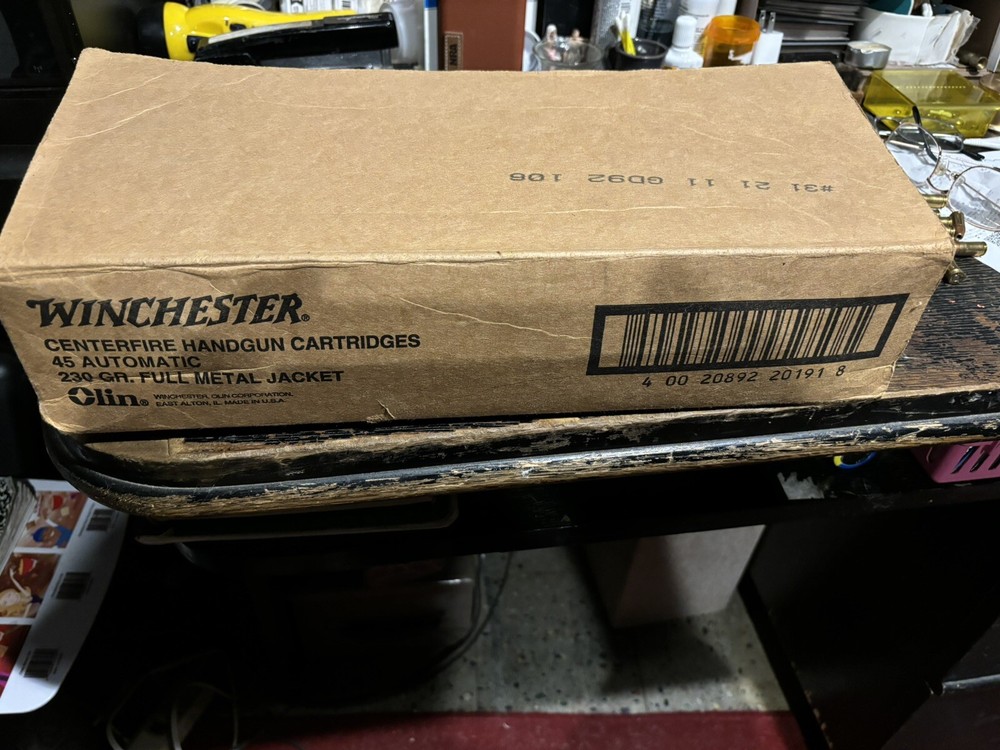 #31 21 11 GD92 106
WINCHESTER®
CENTERFIRE HANDGUN CARTRIDGES
45 AUTOMATIC
230 GR. FULL METAL JACKET
Olin® WINCHESTER, OLIN CORPORATION.
EAST ALTON, IL. MADE IN U.S.A.
4 00 20892 20191 8